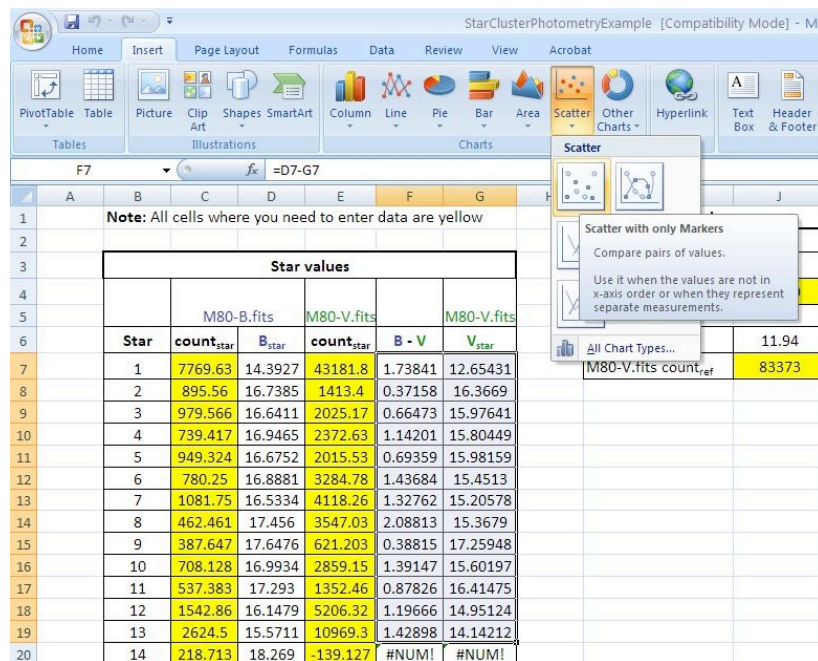 StarClusterPhotometryExample [Compatibility Mode] - M
Home Insert Page Layout Formulas Data Review View Acrobat
PivotTable Table Picture Clip Art Shapes SmartArt Column Line Pie Bar Area Scatter Other Charts Hyperlink Text Box Header & Footer
Tables Illustrations Charts
Scatter
F7 fx =D7-G7
A B C D E F G H J
1 Note: All cells where you need to enter data are yellow
Scatter with only Markers
Compare pairs of values.
Use it when the values are not in
x-axis order or when they represent
separate measurements.
All Chart Types...
2
3 Star values
4
5 M80-B.fits M80-V.fits M80-V.fits
6 Star countstar Bstar countstar B - V Vstar 11.94
7 1 7769.63 14.3927 43181.8 1.73841 12.65431 M80-V.fits countref 83373
8 2 895.56 16.7385 1413.4 0.37158 16.3669
9 3 979.566 16.6411 2025.17 0.66473 15.97641
10 4 739.417 16.9465 2372.63 1.14201 15.80449
11 5 949.324 16.6752 2015.53 0.69359 15.98159
12 6 780.25 16.8881 3284.78 1.43684 15.4513
13 7 1081.75 16.5334 4118.26 1.32762 15.20578
14 8 462.461 17.456 3547.03 2.08813 15.3679
15 9 387.647 17.6476 621.203 0.38815 17.25948
16 10 708.128 16.9934 2859.15 1.39147 15.60197
17 11 537.383 17.293 1352.46 0.87826 16.41475
18 12 1542.86 16.1479 5206.32 1.19666 14.95124
19 13 2624.5 15.5711 10969.3 1.42898 14.14212
20 14 218.713 18.269 -139.127 #NUM! #NUM!